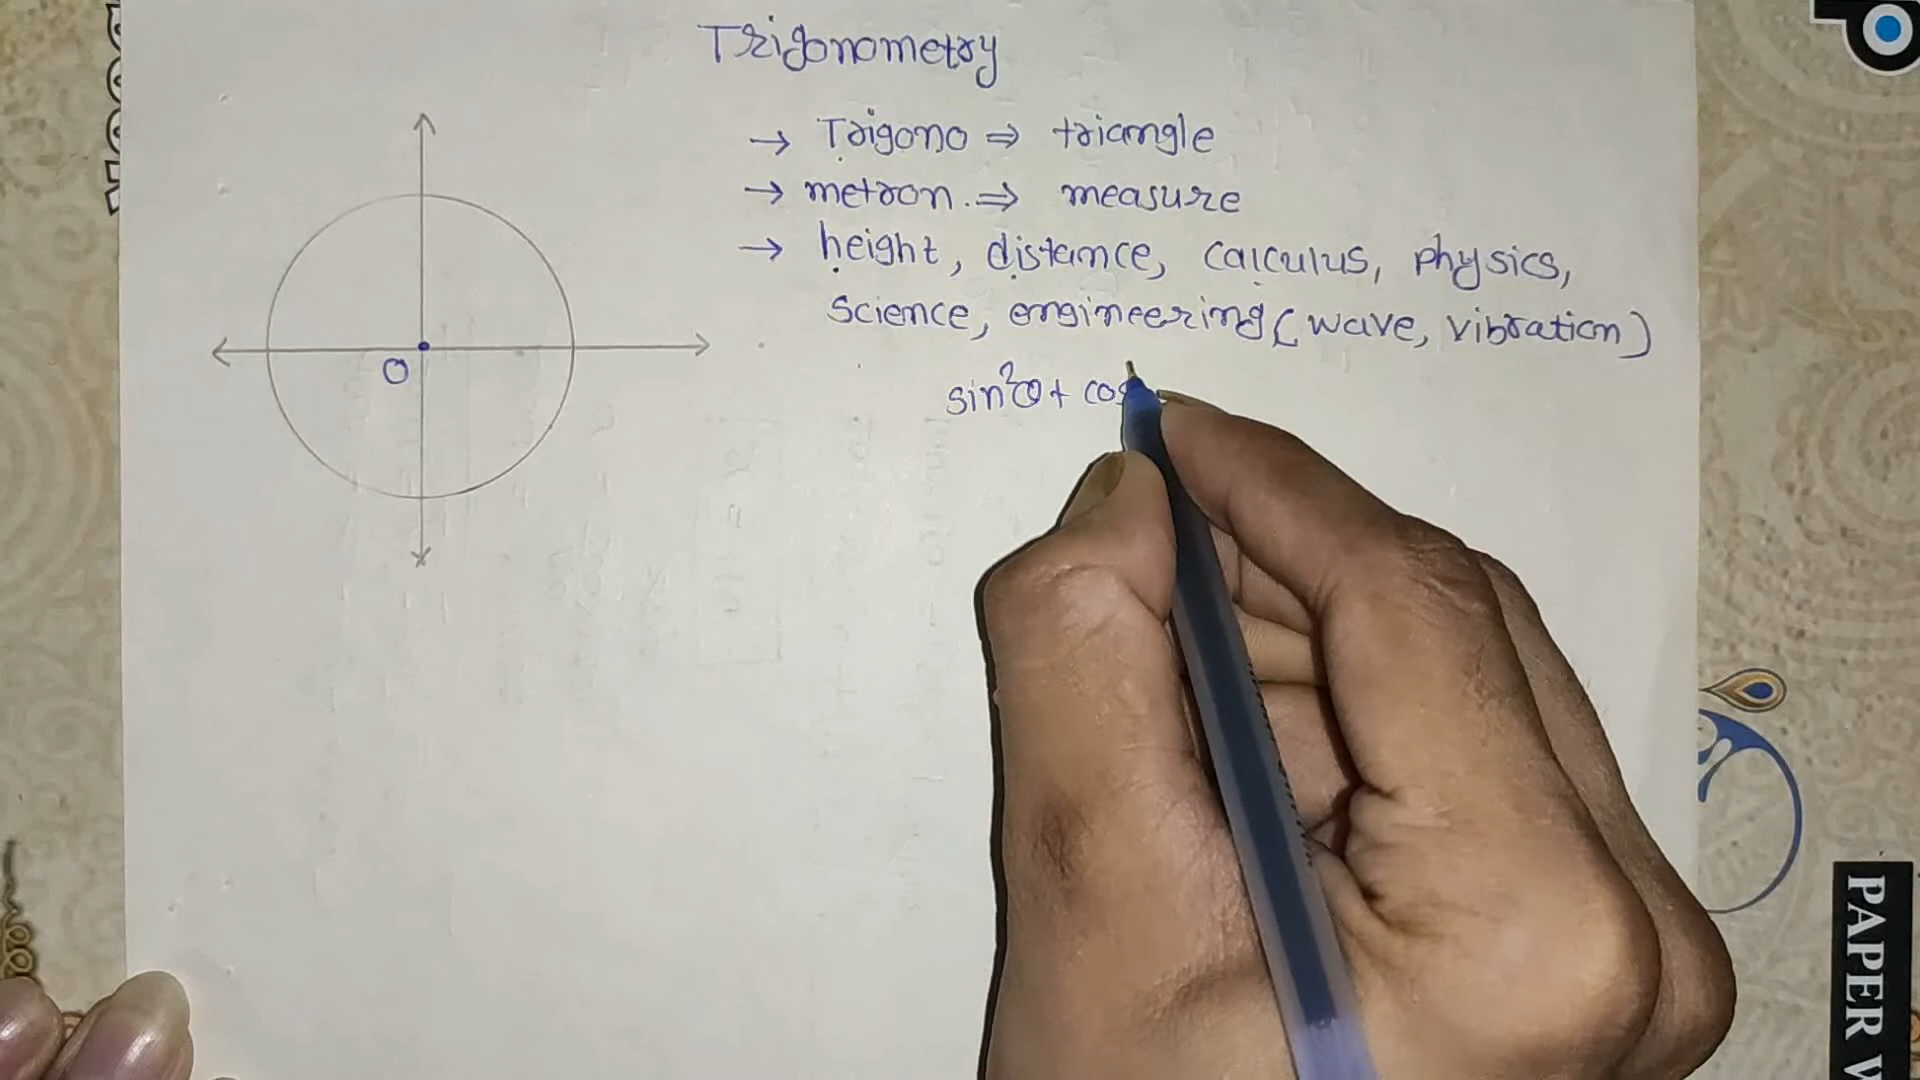 Trigonometry
→ Trigono ⇒ triangle
→ metron. ⇒ measure
→ height, distance, calculus, physics,
science, engineering (wave, vibration)
sin²θ + cos
O
PAPER